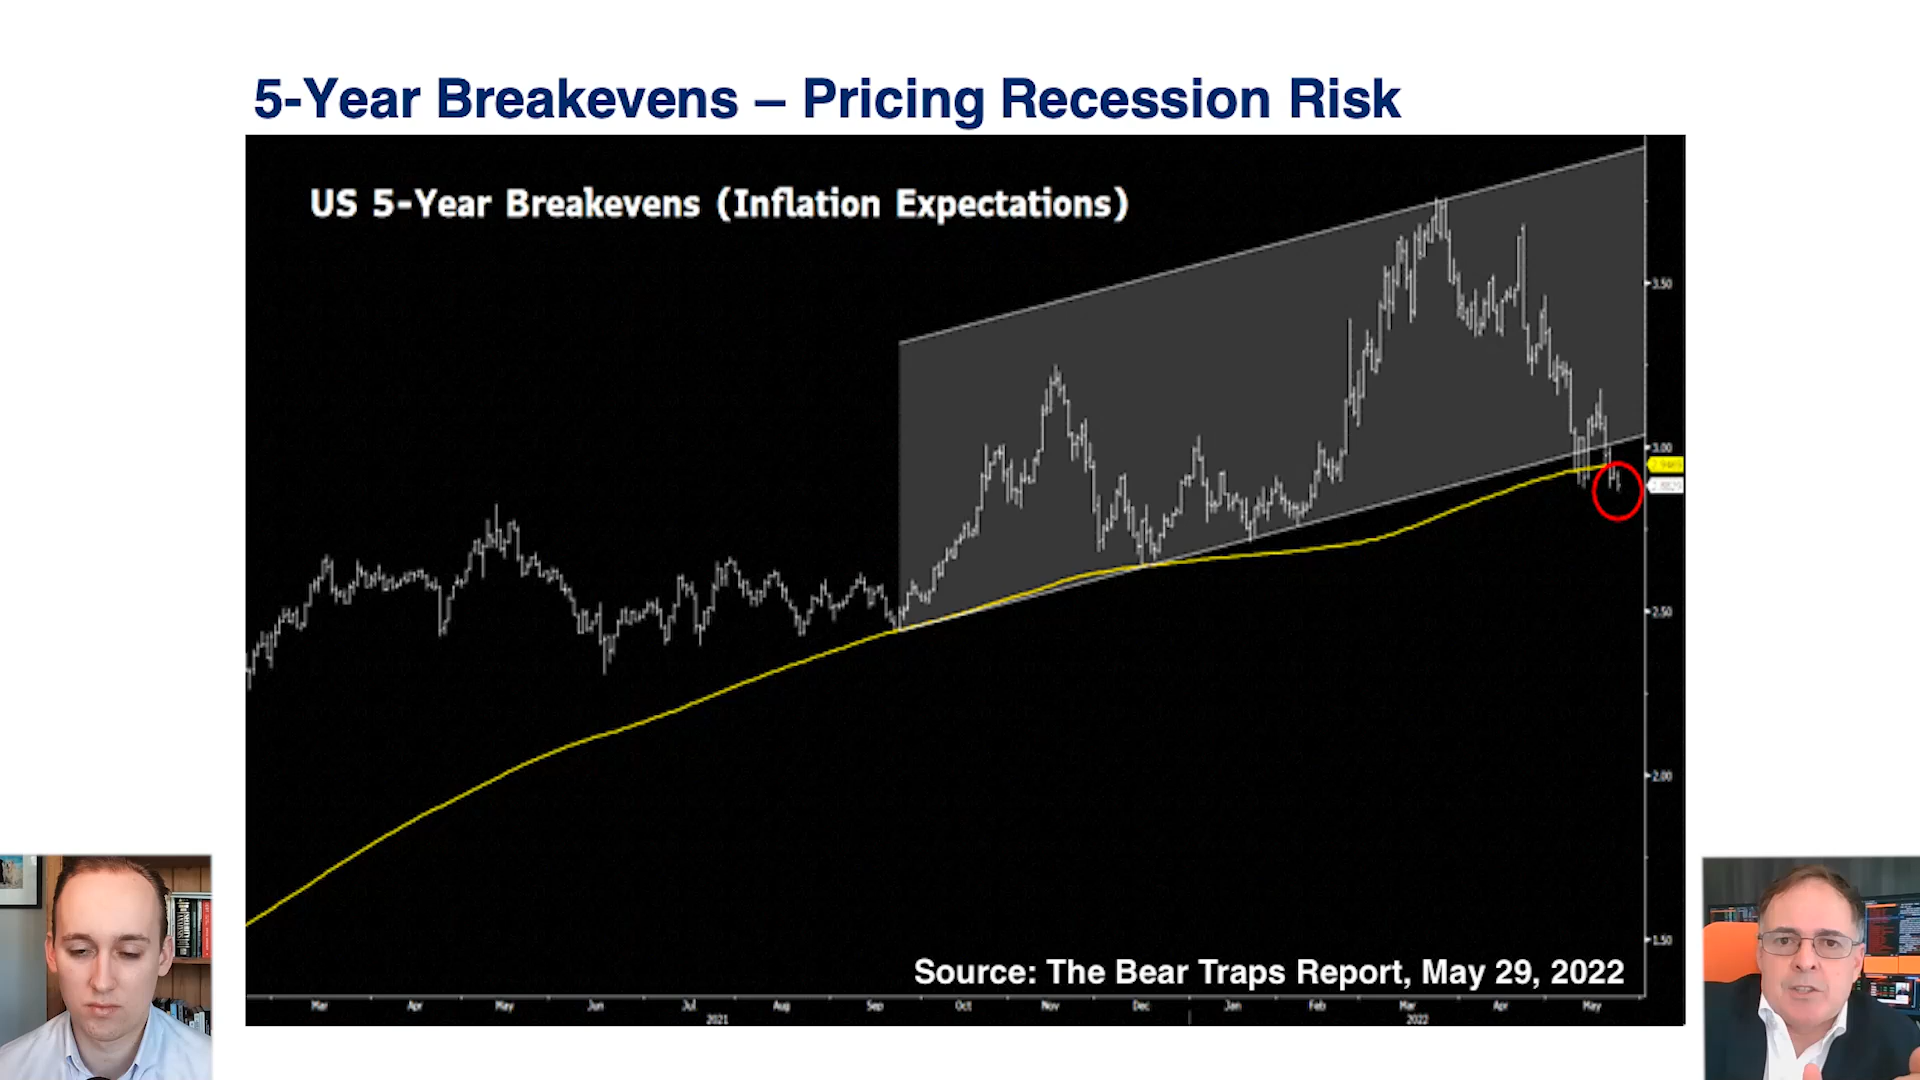 5-Year Breakevens – Pricing Recession Risk
US 5-Year Breakevens (Inflation Expectations)
3.50
3.00
2.50
2.00
1.50
Source: The Bear Traps Report, May 29, 2022
Mar Apr May Jun Jul Aug Sep Oct Nov Dec Jan Feb Mar Apr May
2021 2022